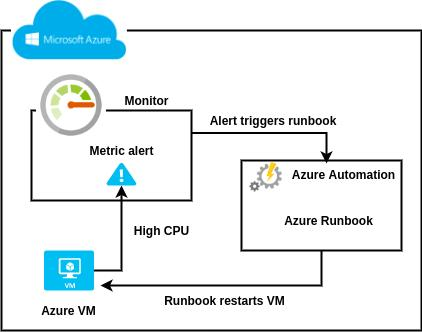 Microsoft Azure
Monitor
Metric alert
Alert triggers runbook
Azure Automation
Azure Runbook
High CPU
VM
Azure VM
Runbook restarts VM